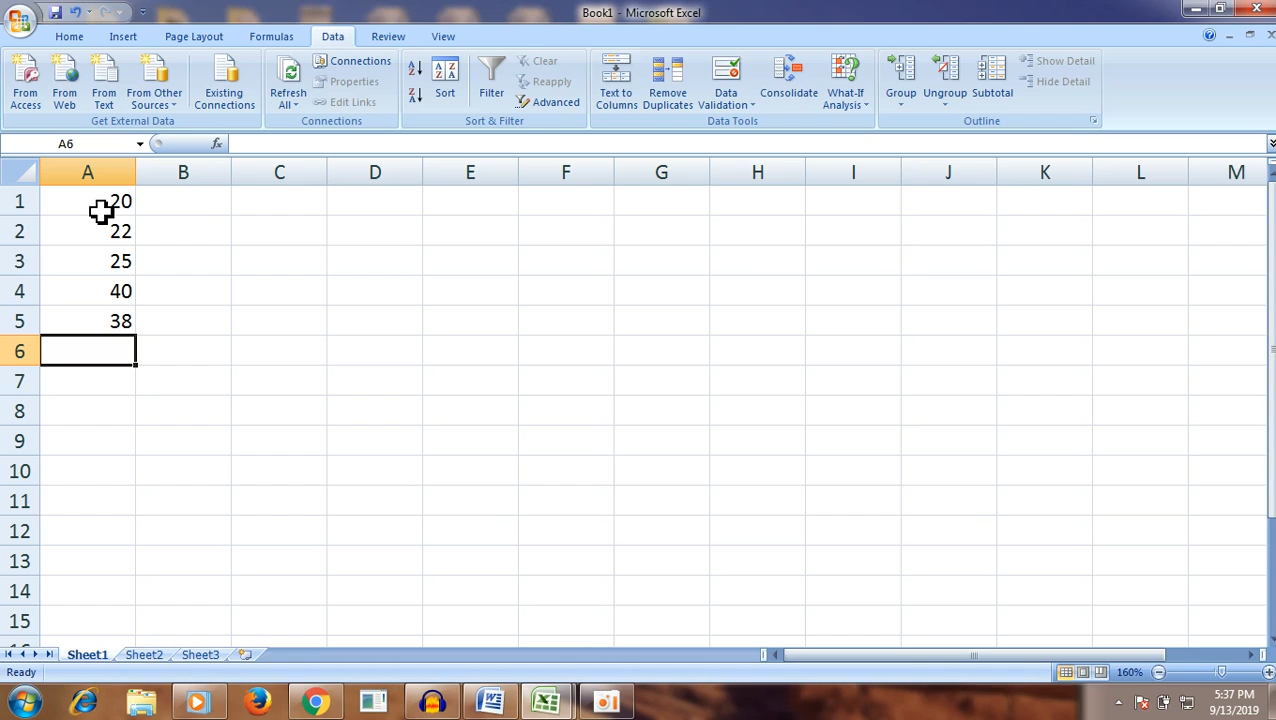 Book1 - Microsoft Excel
Home Insert Page Layout Formulas Data Review View
From Access
From Web
From Text
From Other Sources
Existing Connections
Get External Data
Refresh All
Connections
Properties
Edit Links
Connections
Sort
Filter
Clear
Reapply
Advanced
Sort & Filter
Text to Columns
Remove Duplicates
Data Validation
Consolidate
What-If Analysis
Data Tools
Group
Ungroup
Subtotal
Show Detail
Hide Detail
Outline
A6 fx
A B C D E F G H I J K L M
1 20
2 22
3 25
4 40
5 38
6
7
8
9
10
11
12
13
14
15
Sheet1 Sheet2 Sheet3
Ready 160%
5:37 PM
9/13/2019